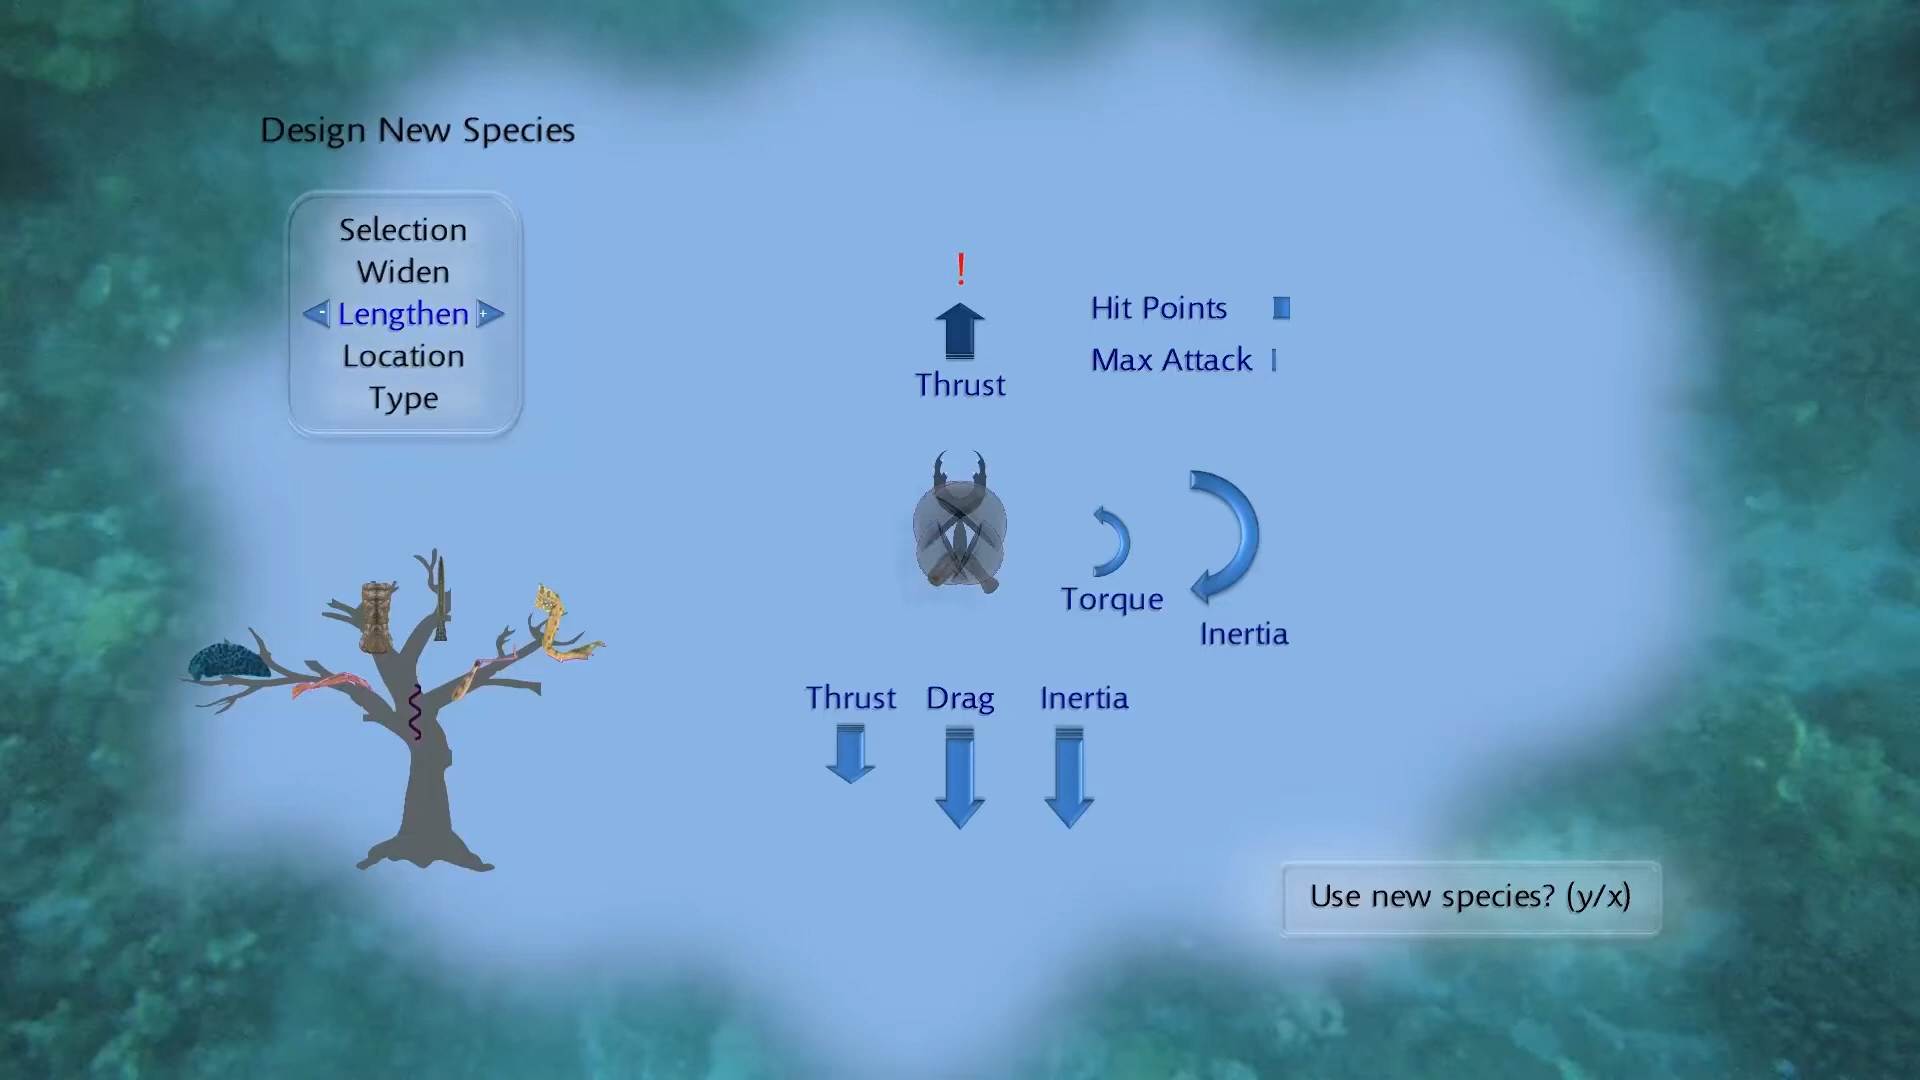 Design New Species
Selection
Widen
- Lengthen +
Location
Type
!
Thrust
Hit Points
Max Attack
Torque
Inertia
Thrust Drag Inertia
Use new species? (y/x)